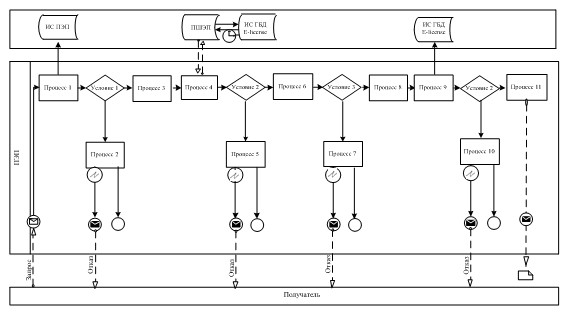 ИС ПЭП
ПШЭП
ИС ГБД
E-license
ИС ГБД
E-license
ПЭП
Процесс 1
Условие 1
Процесс 3
Процесс 4
Условие 2
Процесс 6
Условие 3
Процесс 8
Процесс 9
Условие 2
Процесс 11
Процесс 2
Процесс 5
Процесс 7
Процесс 10
Запрос
Отказ
Отказ
Отказ
Отказ
Получатель